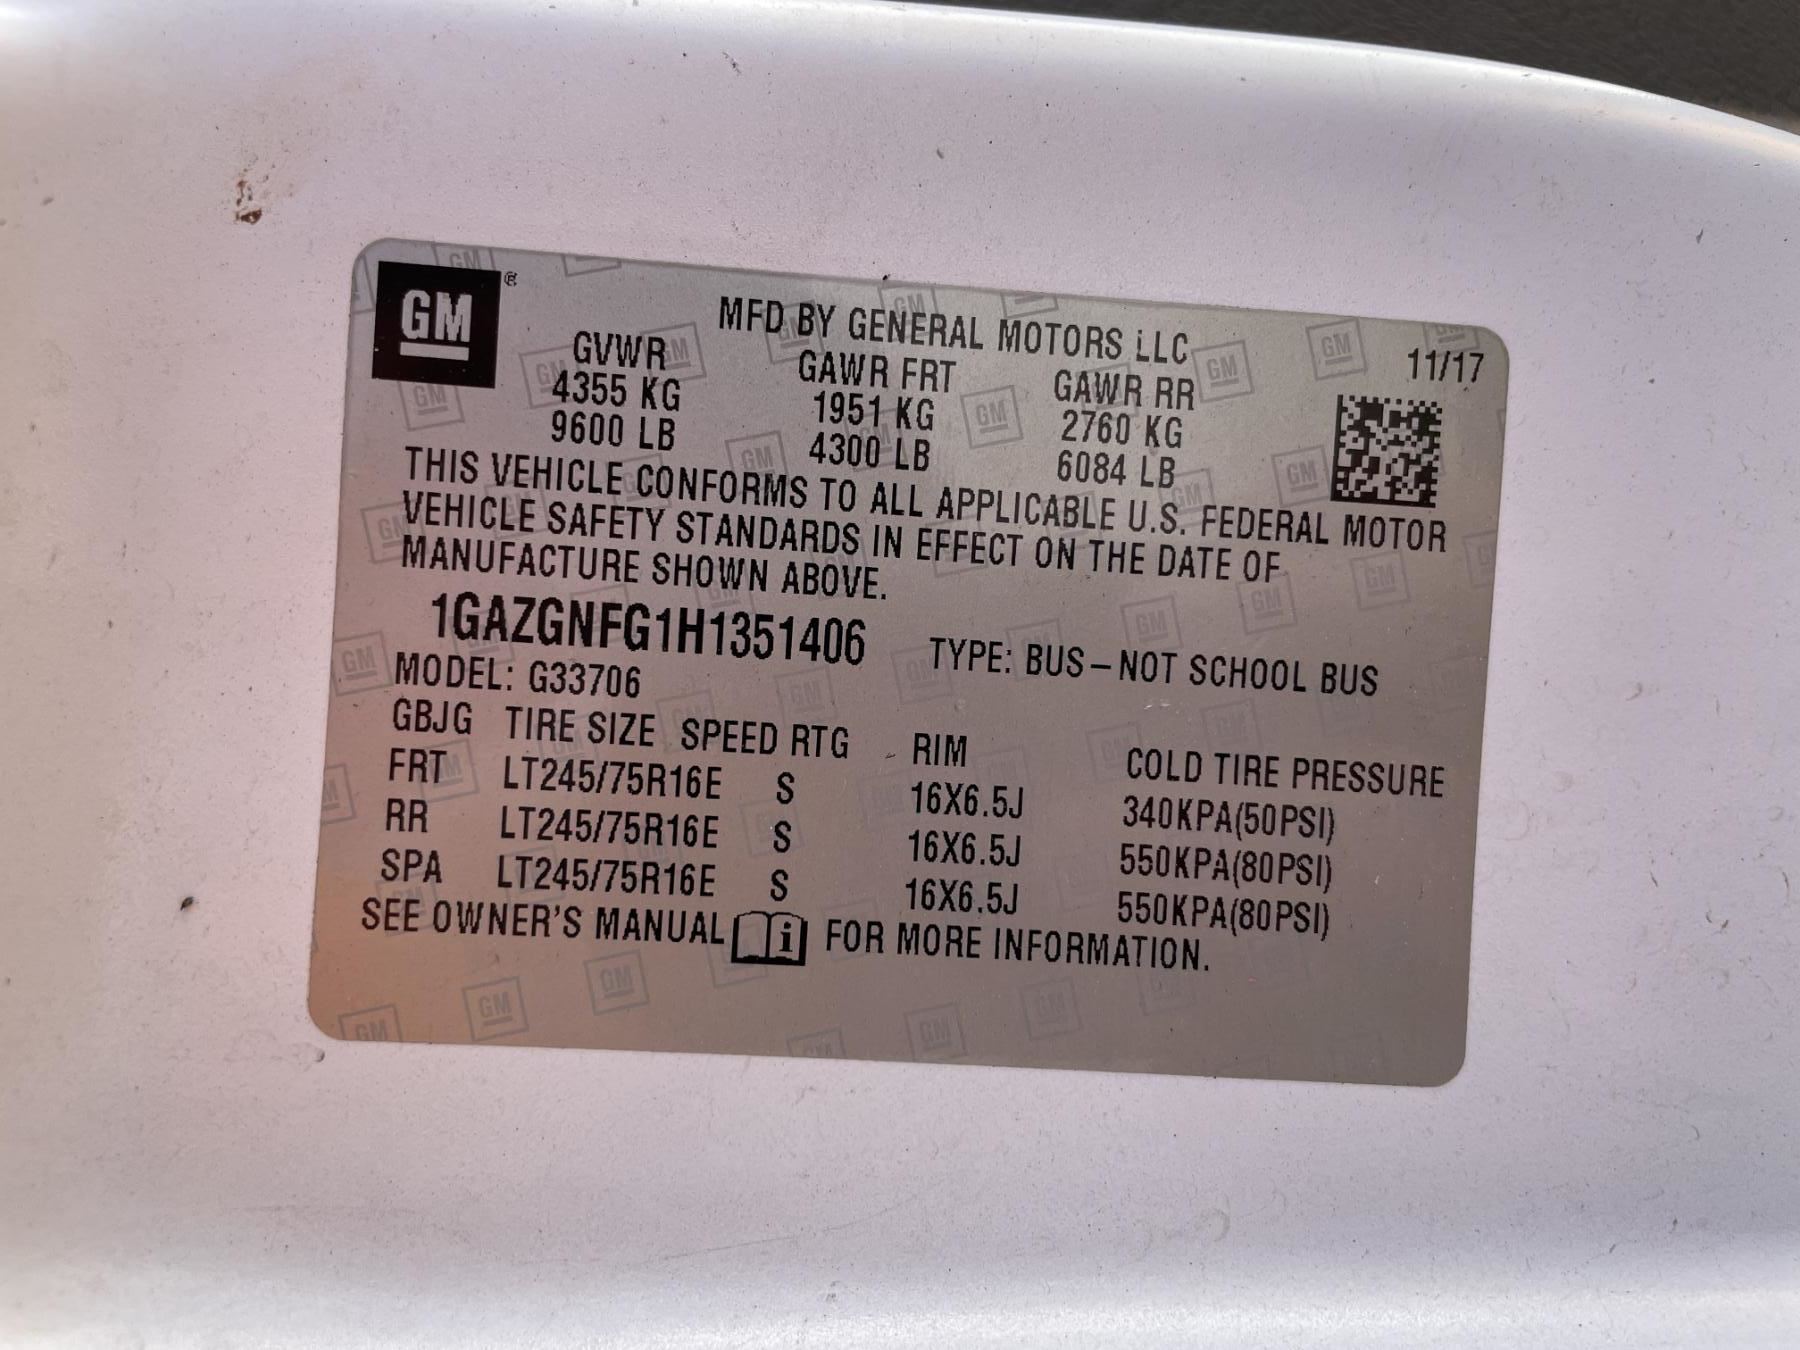 GM ®
MFD BY GENERAL MOTORS LLC
GVWR GAWR FRT GAWR RR 11/17
4355 KG 1951 KG 2760 KG
9600 LB 4300 LB 6084 LB
THIS VEHICLE CONFORMS TO ALL APPLICABLE U.S. FEDERAL MOTOR
VEHICLE SAFETY STANDARDS IN EFFECT ON THE DATE OF
MANUFACTURE SHOWN ABOVE.
1GAZGNFG1H1351406 TYPE: BUS – NOT SCHOOL BUS
MODEL: G33706
GBJG TIRE SIZE SPEED RTG RIM COLD TIRE PRESSURE
FRT LT245/75R16E S 16X6.5J 340KPA(50PSI)
RR LT245/75R16E S 16X6.5J 550KPA(80PSI)
SPA LT245/75R16E S 16X6.5J 550KPA(80PSI)
SEE OWNER'S MANUAL i FOR MORE INFORMATION.